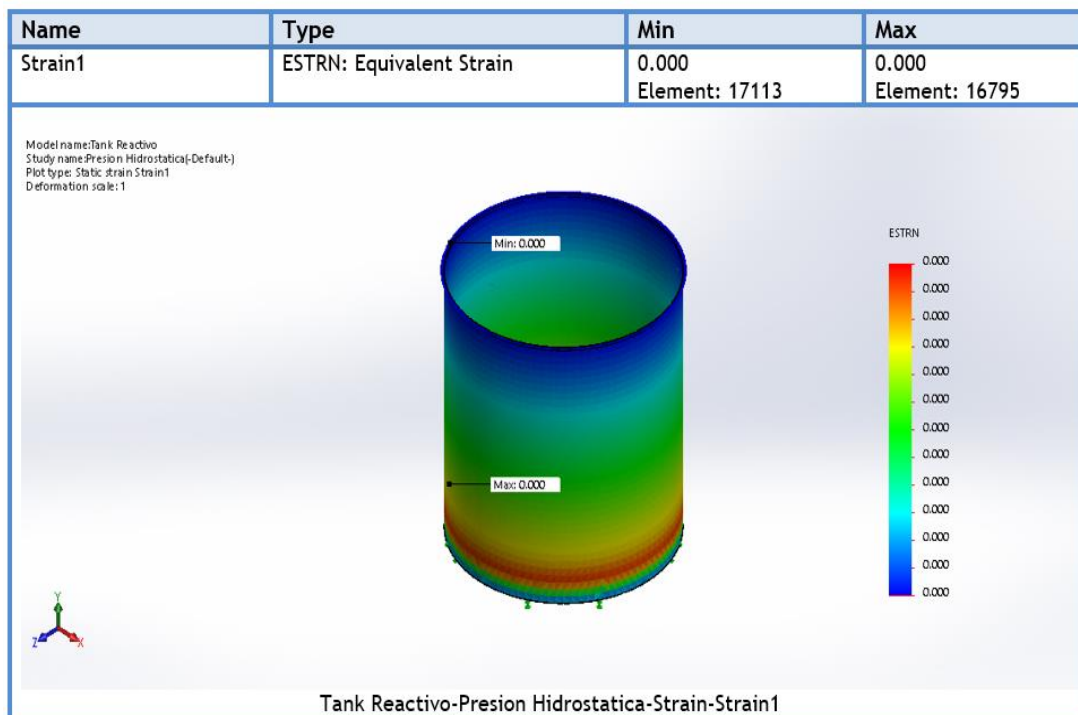 Name Type Min Max
Strain1 ESTRN: Equivalent Strain 0.000 0.000
Element: 17113 Element: 16795
Model name:Tank Reactivo
Study name:Presion Hidrostatica(-Default-)
Plot type: Static strain Strain1
Deformation scale: 1
Min: 0.000
ESTRN
0.000
0.000
0.000
0.000
0.000
0.000
0.000
0.000
0.000
0.000
0.000
0.000
0.000
Max: 0.000
Y
Z X
Tank Reactivo-Presion Hidrostatica-Strain-Strain1